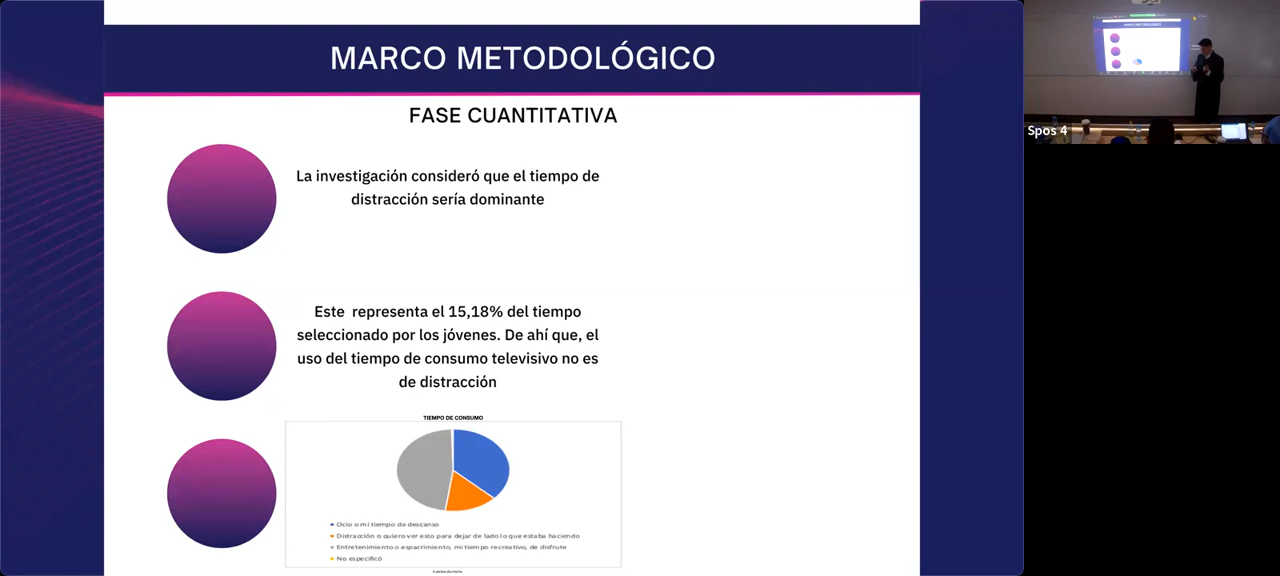 MARCO METODOLÓGICO
FASE CUANTITATIVA
La investigación consideró que el tiempo de
distracción sería dominante
Este representa el 15,18% del tiempo
seleccionado por los jóvenes. De ahí que, el
uso del tiempo de consumo televisivo no es
de distracción
TIEMPO DE CONSUMO
Ocio o mi tiempo de descanso
Distracción o quiero ver esto para dejar de lado lo que estaba haciendo
Entretenimiento o espacrimiento, mi tiempo recreativo, de disfrute
No especificó
Spos 4
MARCO METODOLÓGICO